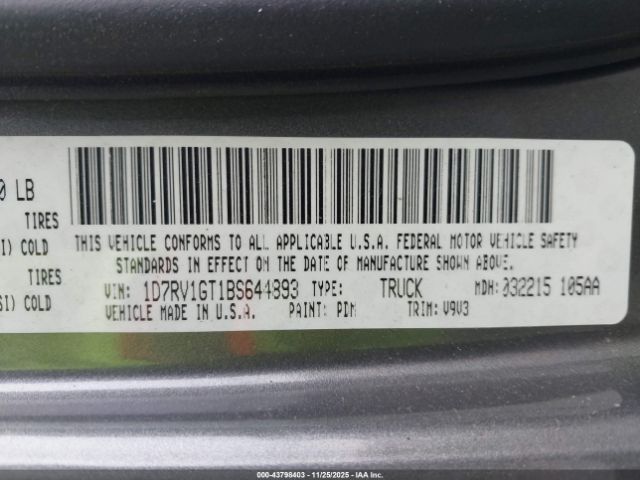 0 LB
TIRES
I) COLD
TIRES
SI) COLD
THIS VEHICLE CONFORMS TO ALL APPLICABLE U.S.A. FEDERAL MOTOR VEHICLE SAFETY
STANDARDS IN EFFECT ON THE DATE OF MANUFACTURE SHOWN ABOVE.
VIN: 1D7RV1GT1BS644893 TYPE: TRUCK MDH: 032215 105AA
VEHICLE MADE IN U.S.A. PAINT: PDM TRIM: V9V3
000-43798403 - 11/25/2025 - IAA Inc.